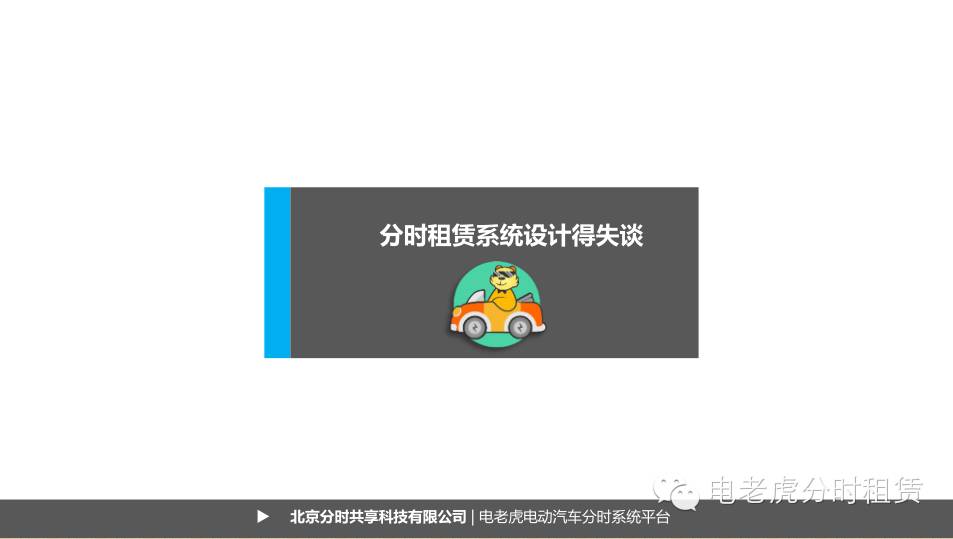 分时租赁系统设计得失谈
电老虎分时租赁
北京分时共享科技有限公司 | 电老虎电动汽车分时系统平台